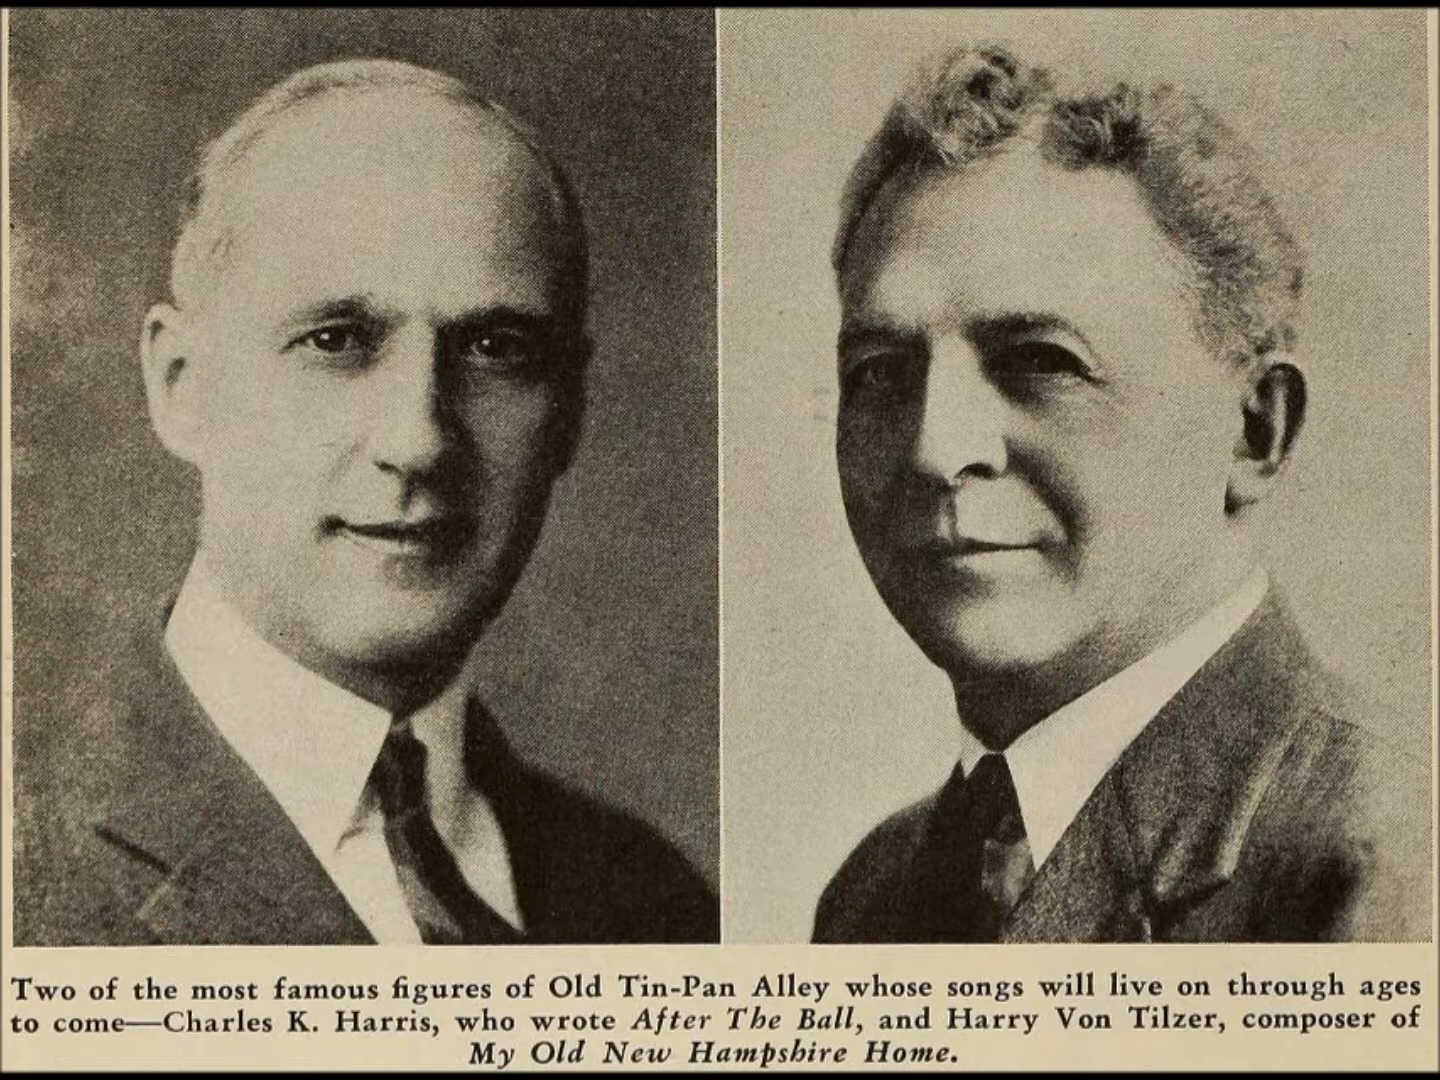 Two of the most famous figures of Old Tin-Pan Alley whose songs will live on through ages
to come—Charles K. Harris, who wrote After The Ball, and Harry Von Tilzer, composer of
My Old New Hampshire Home.